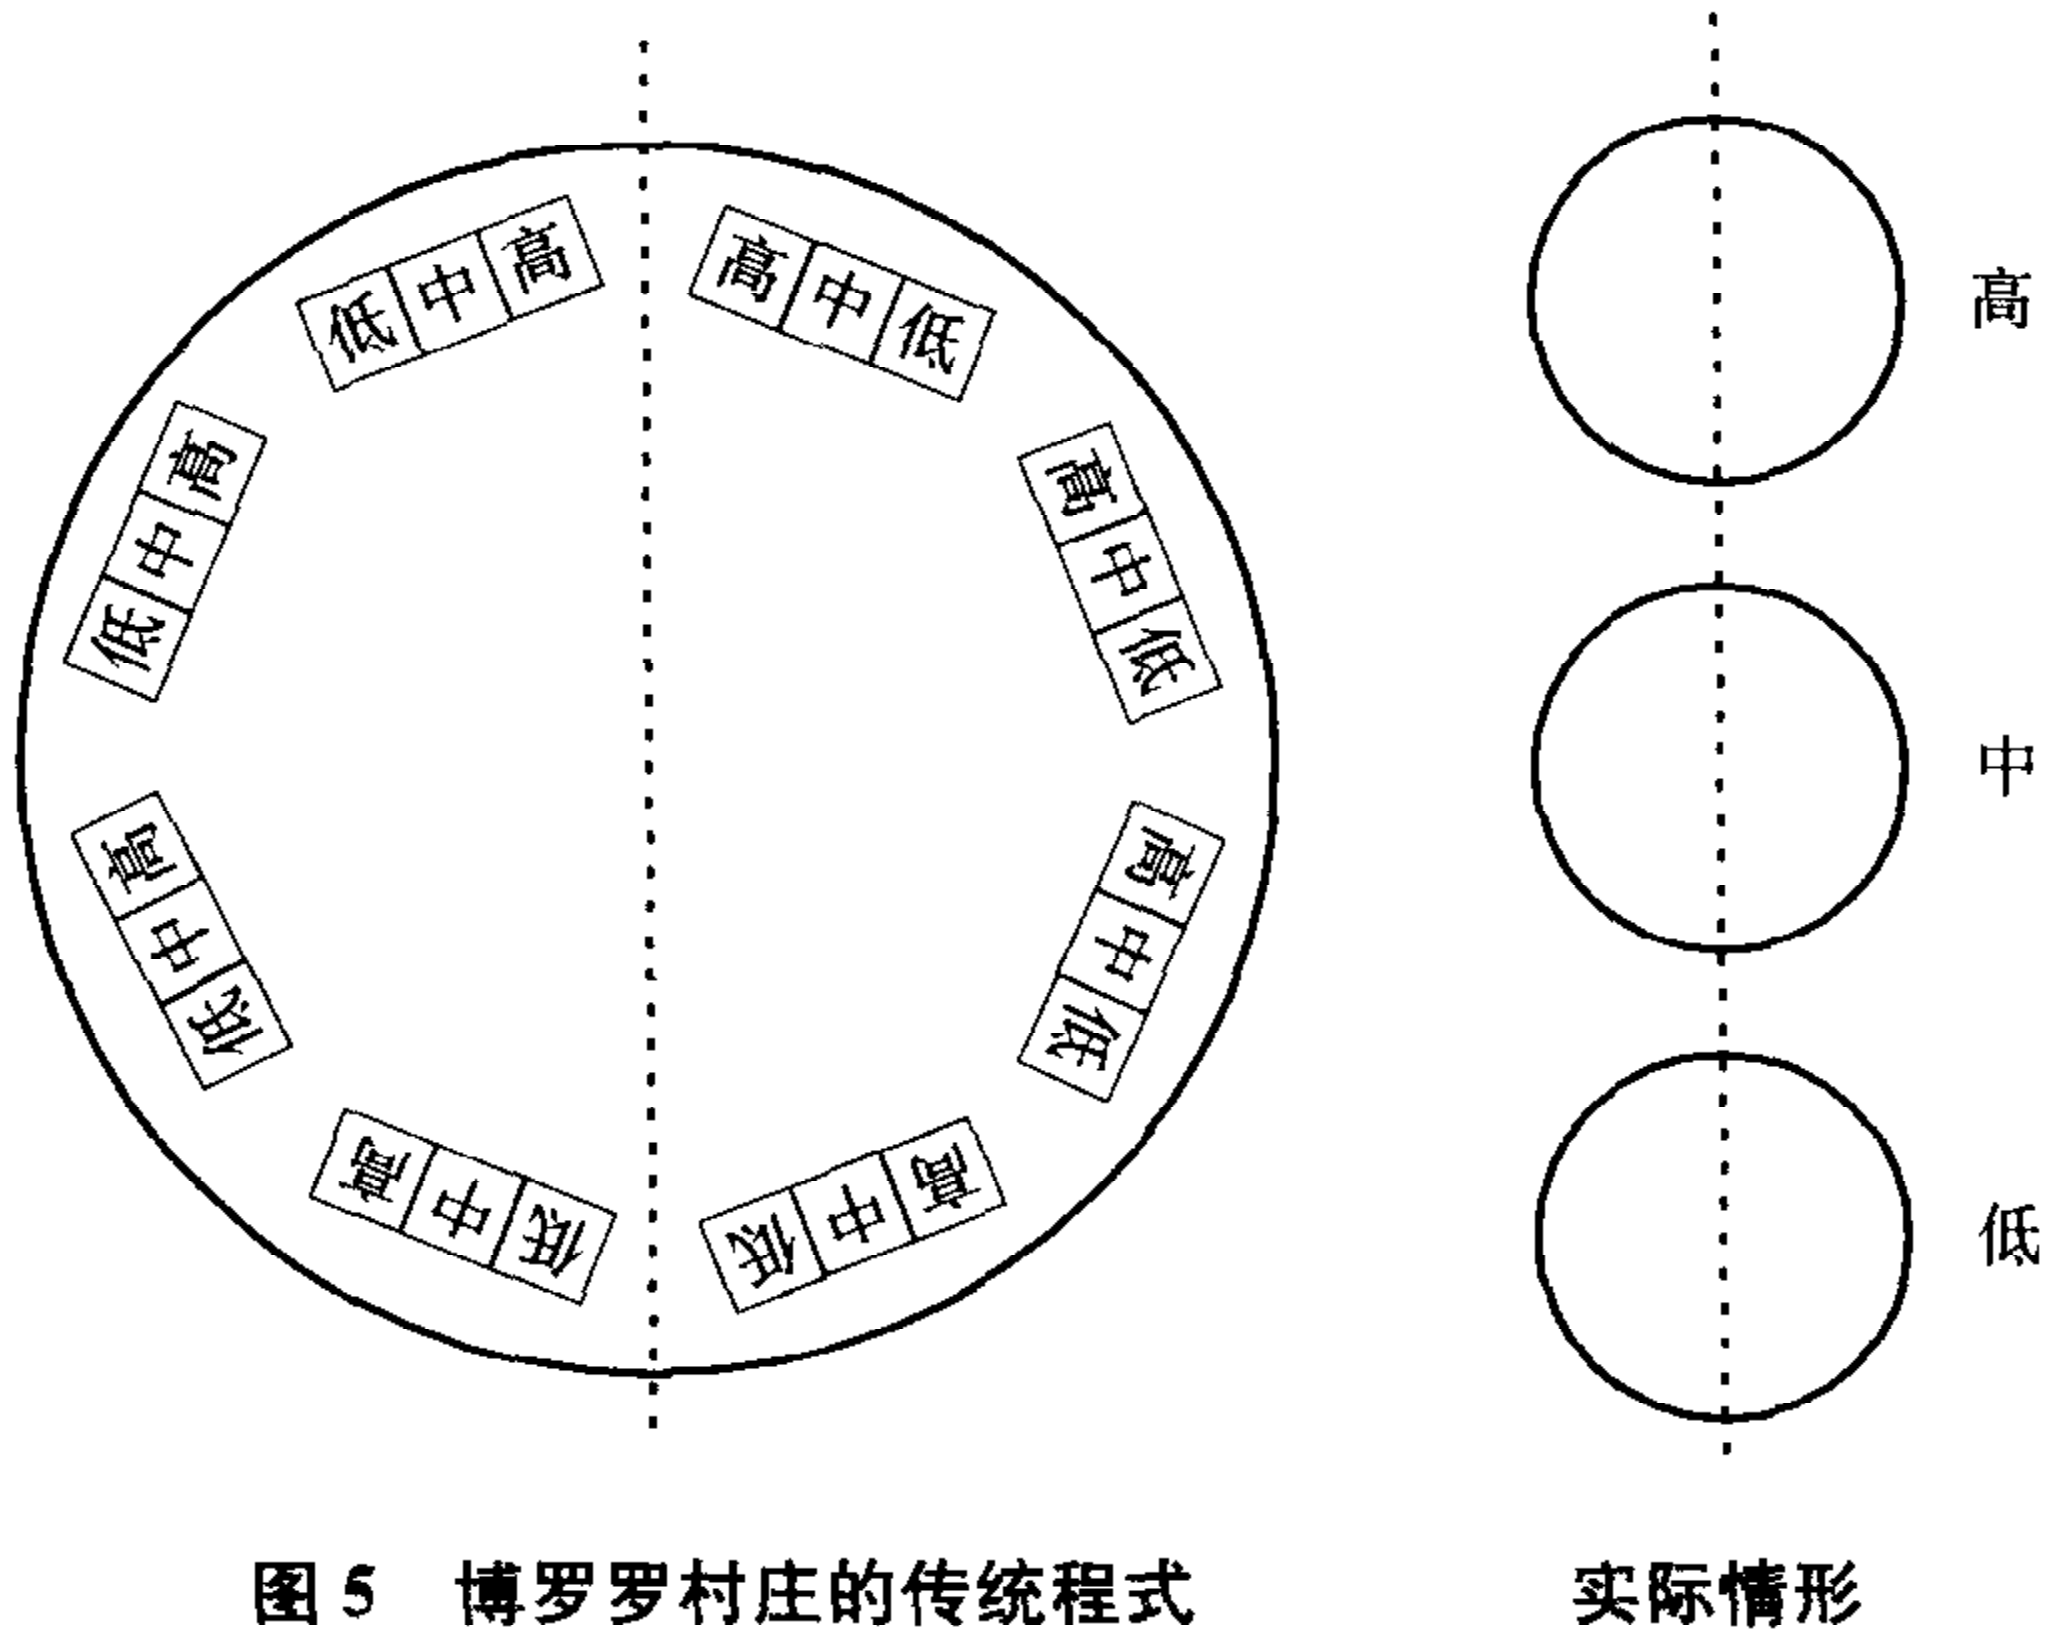 低中高
高中低
高中低
高中低
高中低
高中低
高中低
高中低
高
中
低
图5 博罗罗村庄的传统程式
实际情形